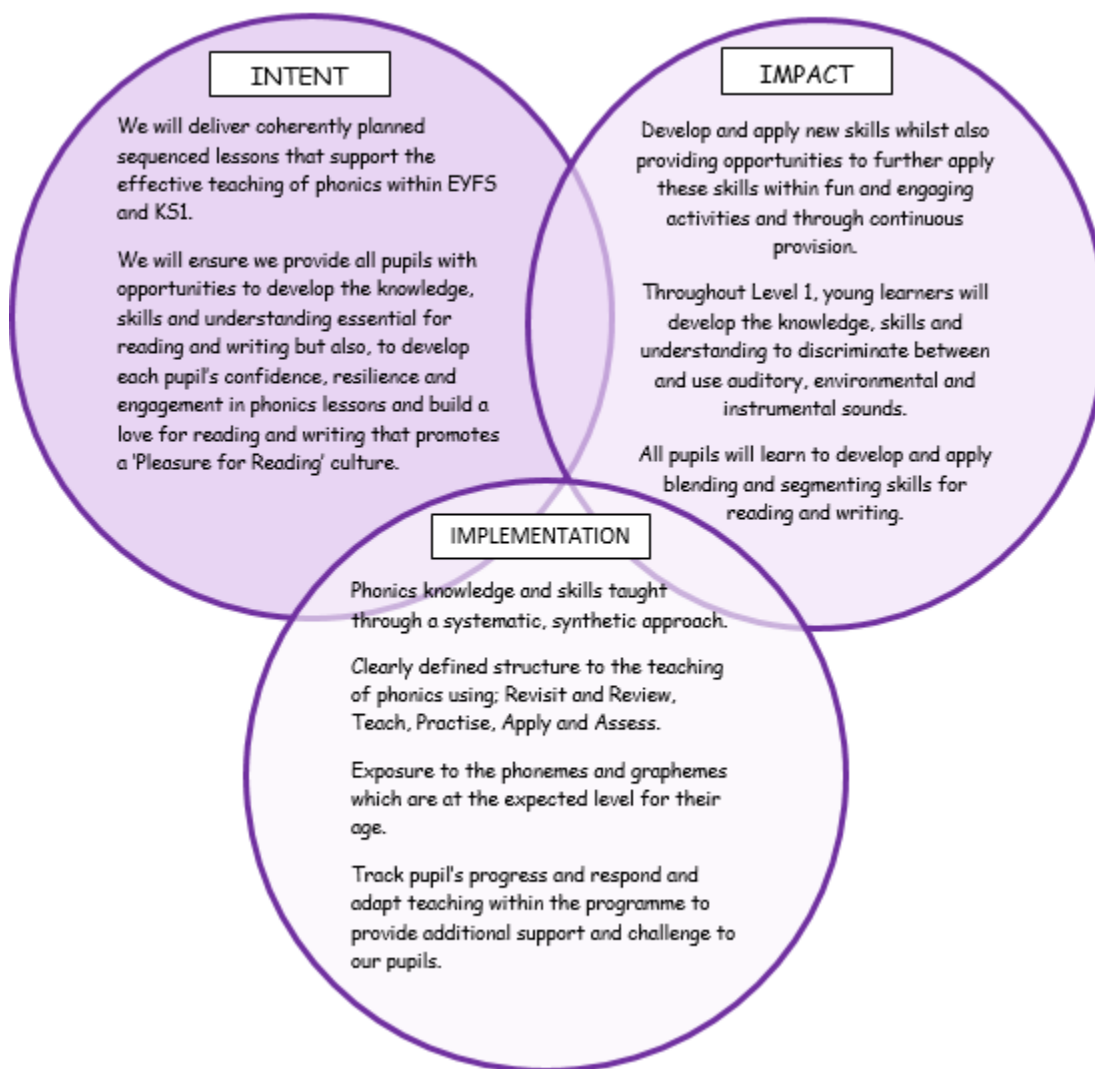 INTENT
We will deliver coherently planned
sequenced lessons that support the
effective teaching of phonics within EYFS
and KS1.
We will ensure we provide all pupils with
opportunities to develop the knowledge,
skills and understanding essential for
reading and writing but also, to develop
each pupil's confidence, resilience and
engagement in phonics lessons and build a
love for reading and writing that promotes
a 'Pleasure for Reading' culture.
IMPACT
Develop and apply new skills whilst also
providing opportunities to further apply
these skills within fun and engaging
activities and through continuous
provision.
Throughout Level 1, young learners will
develop the knowledge, skills and
understanding to discriminate between
and use auditory, environmental and
instrumental sounds.
All pupils will learn to develop and apply
blending and segmenting skills for
reading and writing.
IMPLEMENTATION
Phonics knowledge and skills taught
through a systematic, synthetic approach.
Clearly defined structure to the teaching
of phonics using; Revisit and Review,
Teach, Practise, Apply and Assess.
Exposure to the phonemes and graphemes
which are at the expected level for their
age.
Track pupil's progress and respond and
adapt teaching within the programme to
provide additional support and challenge to
our pupils.